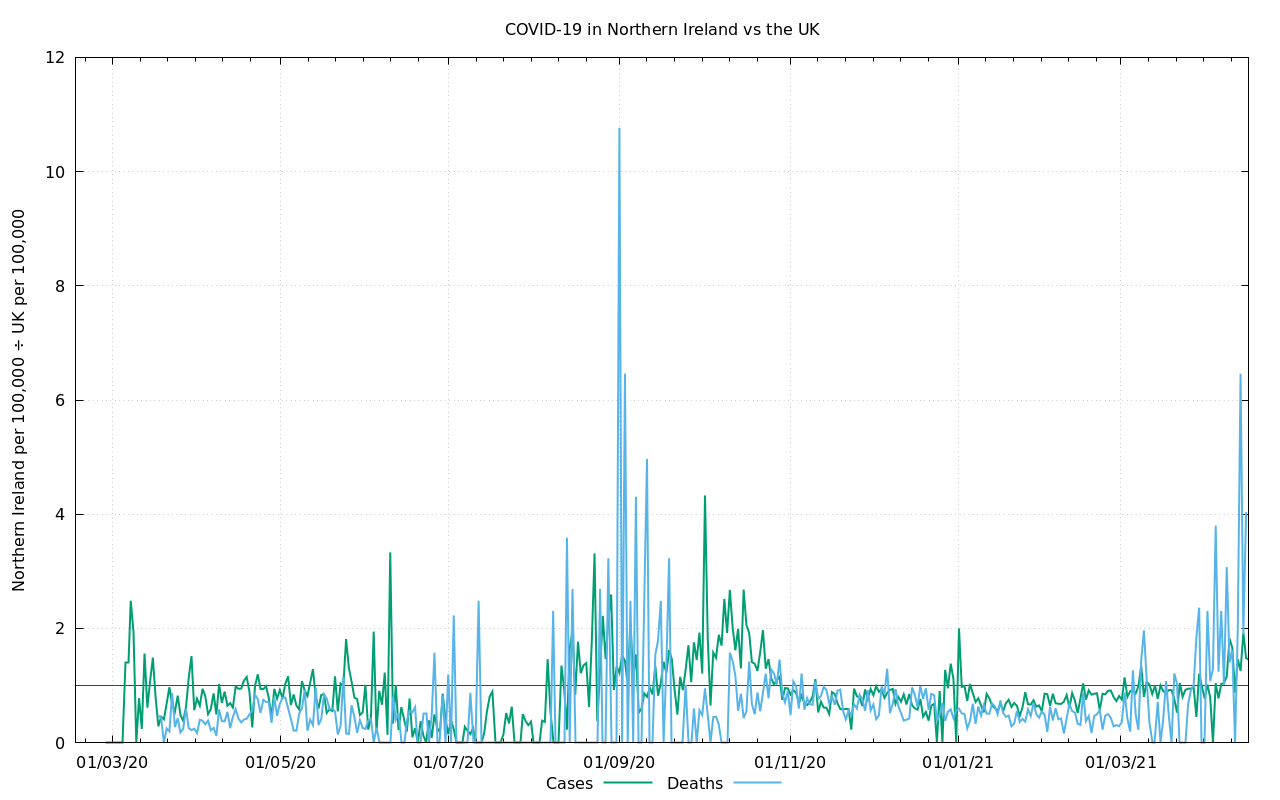 COVID-19 in Northern Ireland vs the UK
Northern Ireland per 100,000 ÷ UK per 100,000
12
10
8
6
4
2
0
01/03/20 01/05/20 01/07/20 01/09/20 01/11/20 01/01/21 01/03/21
Cases Deaths